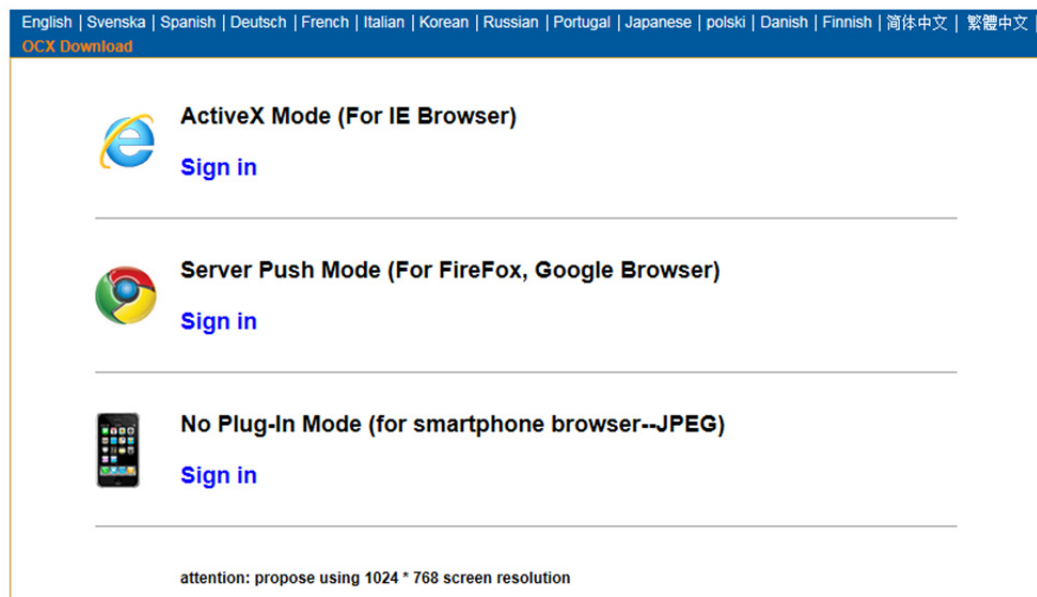 English | Svenska | Spanish | Deutsch | French | Italian | Korean | Russian | Portugal | Japanese | polski | Danish | Finnish | 简体中文 | 繁體中文 |
OCX Download
ActiveX Mode (For IE Browser)
Sign in
Server Push Mode (For FireFox, Google Browser)
Sign in
No Plug-In Mode (for smartphone browser--JPEG)
Sign in
attention: propose using 1024 * 768 screen resolution